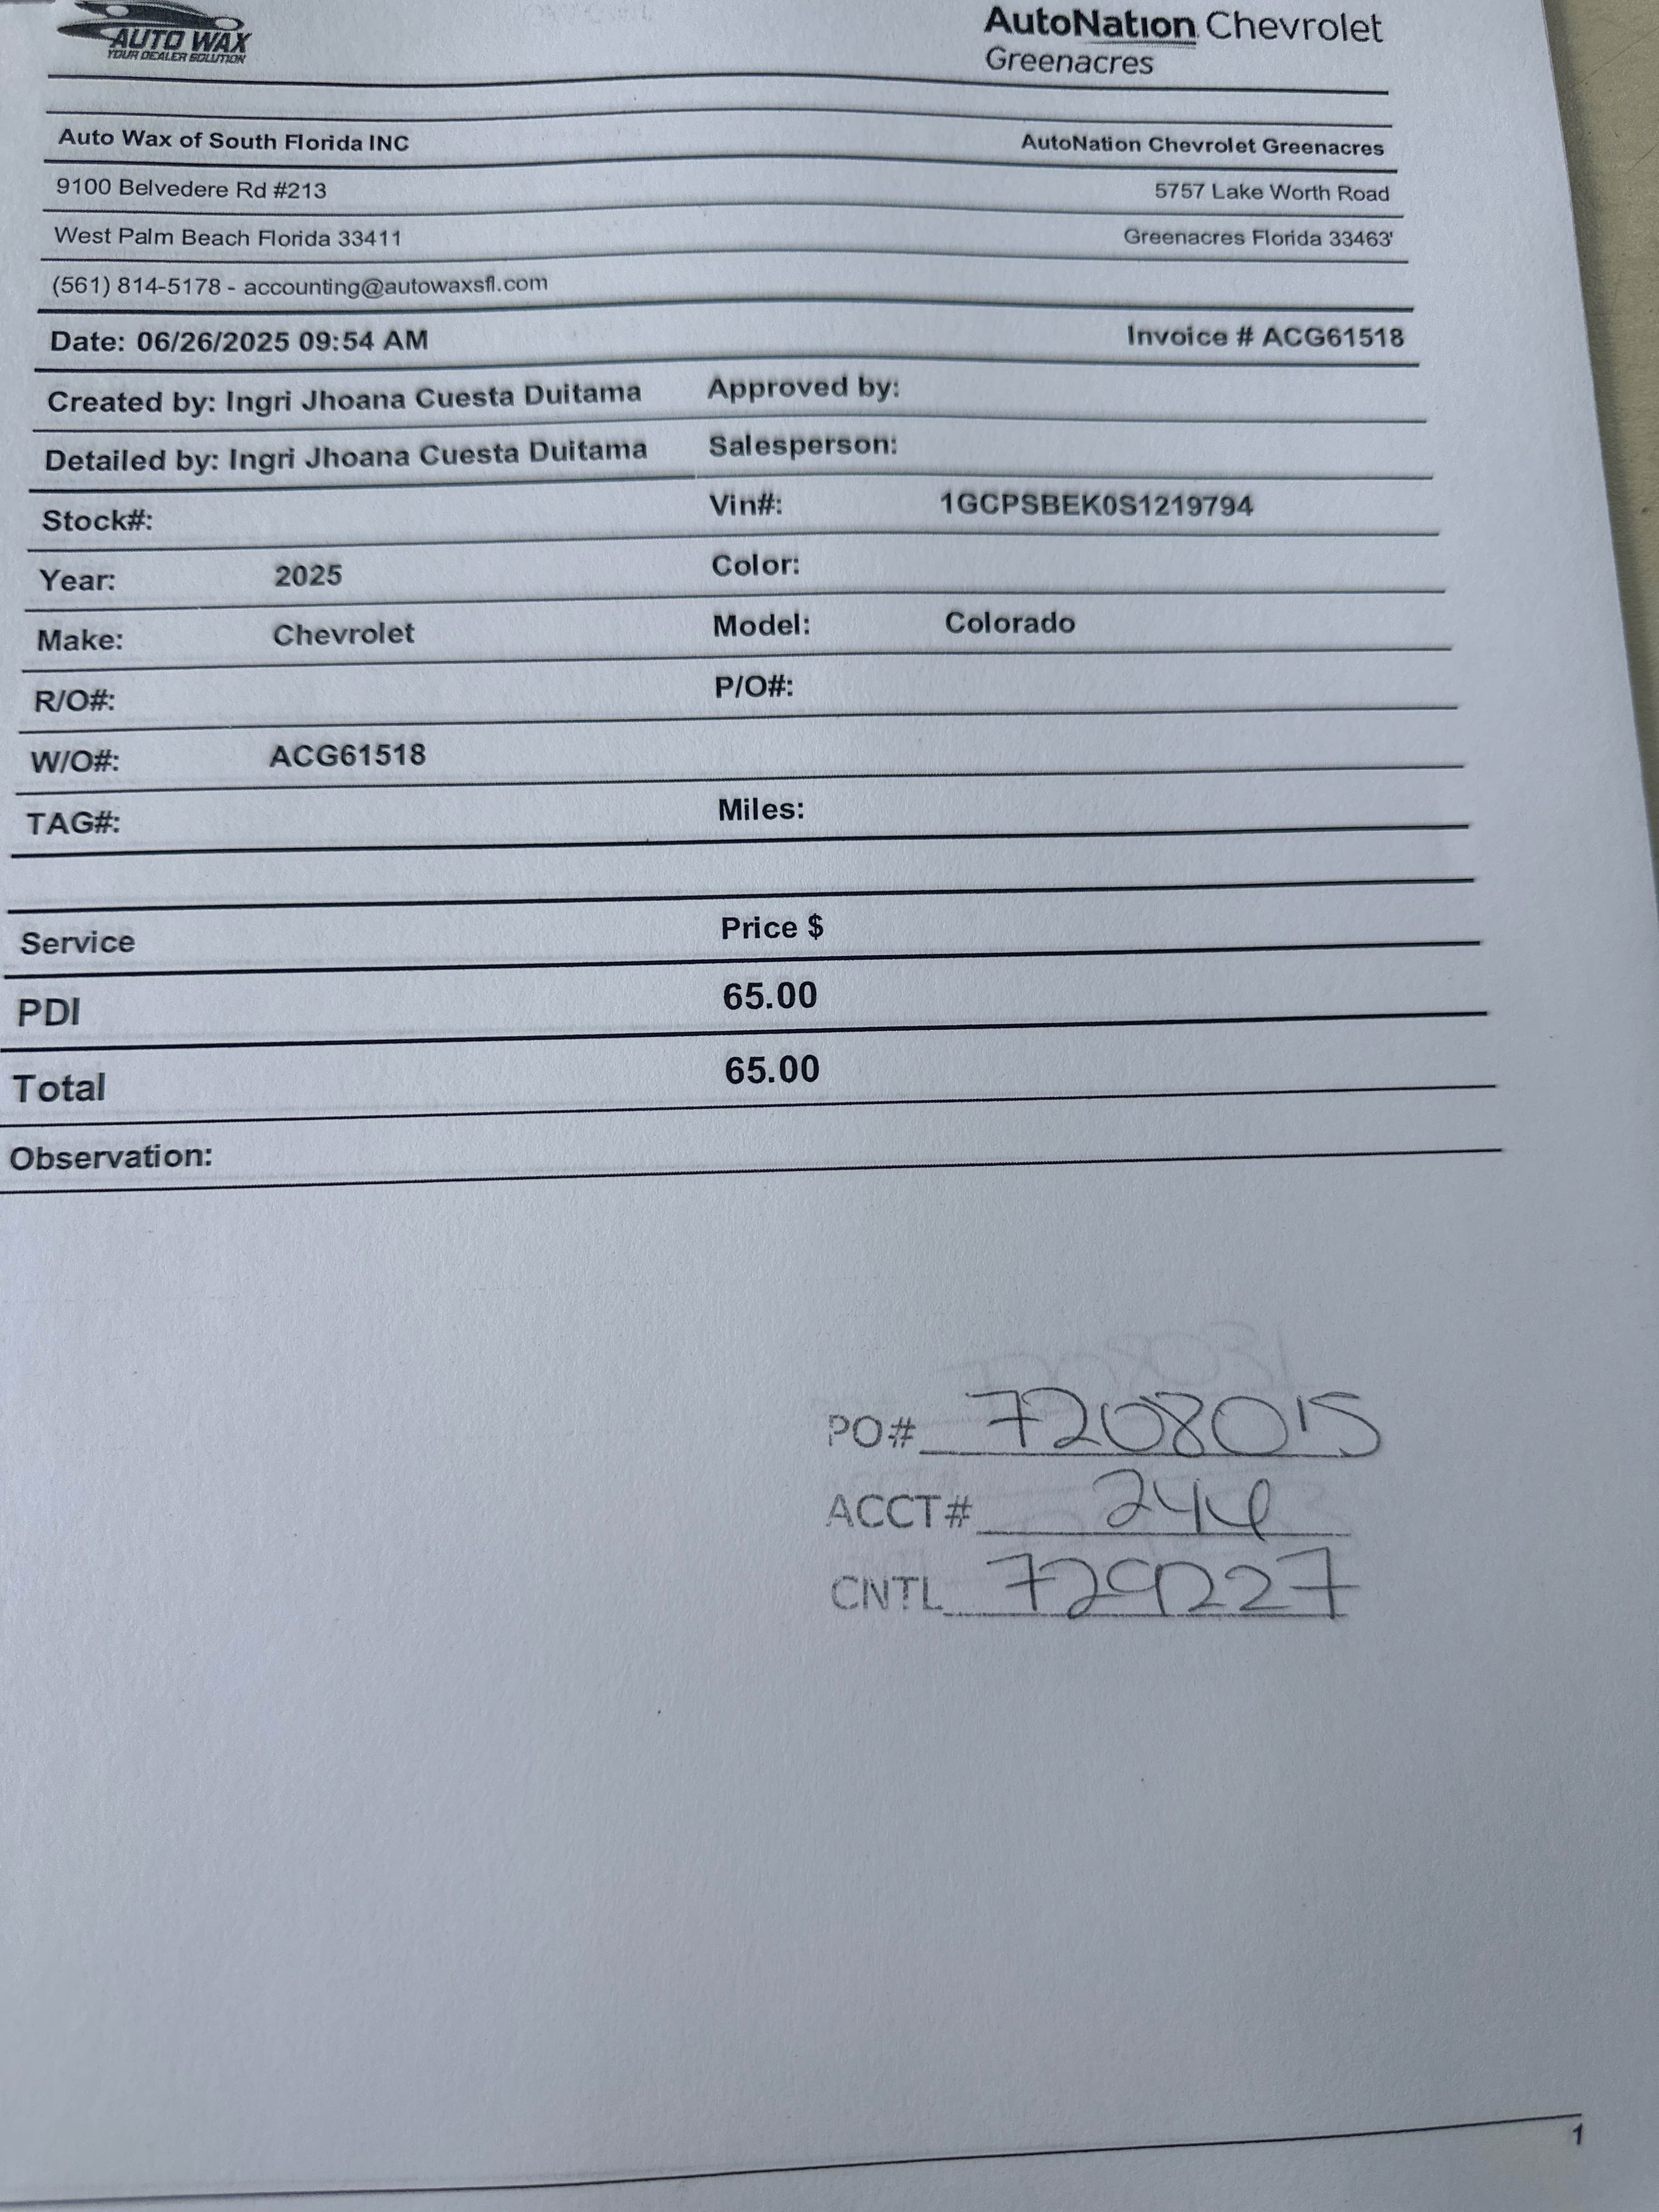 AUTO WAX
YOUR DEALER SOLUTION
AutoNation Chevrolet
Greenacres
Auto Wax of South Florida INC
AutoNation Chevrolet Greenacres
9100 Belvedere Rd #213
5757 Lake Worth Road
West Palm Beach Florida 33411
Greenacres Florida 33463'
(561) 814-5178 - accounting@autowaxsfl.com
Date: 06/26/2025 09:54 AM
Invoice # ACG61518
Created by: Ingri Jhoana Cuesta Duitama
Approved by:
Detailed by: Ingri Jhoana Cuesta Duitama
Salesperson:
Stock#:
Vin#: 1GCPSBEK0S1219794
Year: 2025
Color:
Make: Chevrolet
Model: Colorado
R/O#:
P/O#:
W/O#: ACG61518
TAG#:
Miles:
Service Price $
PDI 65.00
Total 65.00
Observation:
PO# 7208015
ACCT# 244
CNTL 729227
1